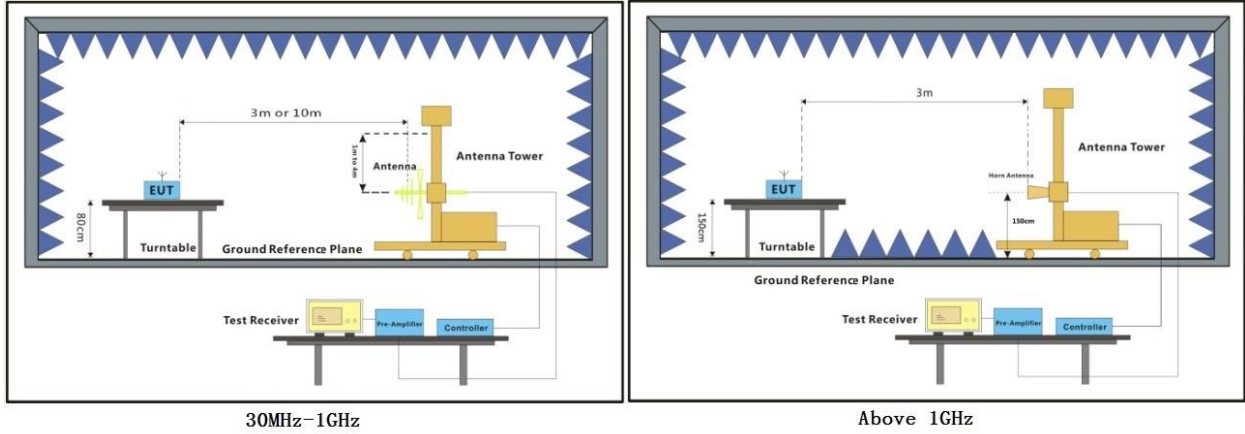 3m or 10m
1m to 4m
Antenna
Antenna Tower
EUT
80cm
Turntable
Ground Reference Plane
Test Receiver
Pre-Amplifier
Controller
30MHz-1GHz
3m
Antenna Tower
Horn Antenna
EUT
150cm
150cm
Turntable
Ground Reference Plane
Test Receiver
Pre-Amplifier
Controller
Above 1GHz